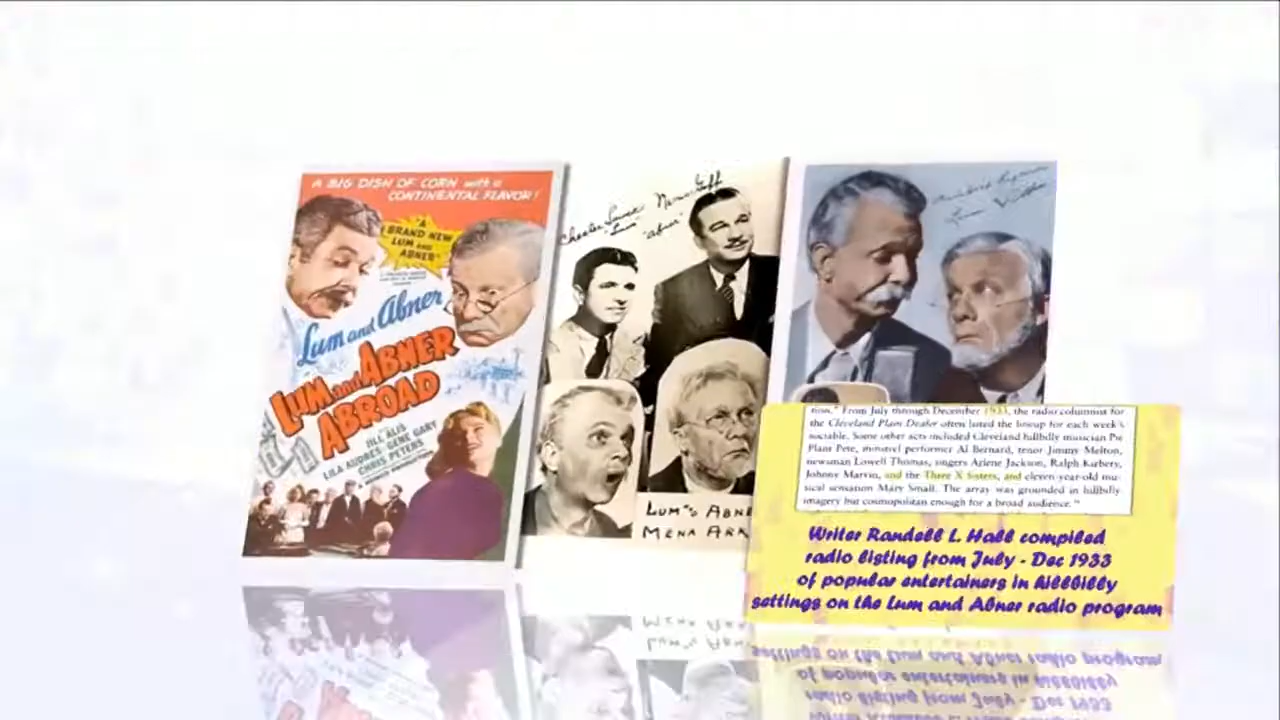 A BIG DISH OF CORN with a
CONTINENTAL FLAVOR!
"A
BRAND NEW
LUM AND
ABNER"
Lum and Abner
LUM and ABNER
ABROAD
JILL ALIS
LILA AUDRES GENE GARY
CHRIS PETERS
Chester Lauck Norris Goff
"Lum" "Abner"
LUM 'n ABNE
MENA ARK
tion." From July through December 1933, the radio columnist for
the Cleveland Plain Dealer often listed the lineup for each week's
sociable. Some other acts included Cleveland hillbilly musician Pie
Plant Pete, minstrel performer Al Bernard, tenor Jimmy Melton,
newsman Lowell Thomas, singers Arlene Jackson, Ralph Kirbery,
Johnny Marvin, and the Three X Sisters, and eleven-year-old mu-
sical sensation Mary Small. The array was grounded in hillbilly
imagery but cosmopolitan enough for a broad audience."
Writer Randell L. Hall compiled
radio listing from July - Dec 1933
of popular entertainers in hillbilly
settings on the Lum and Abner radio program